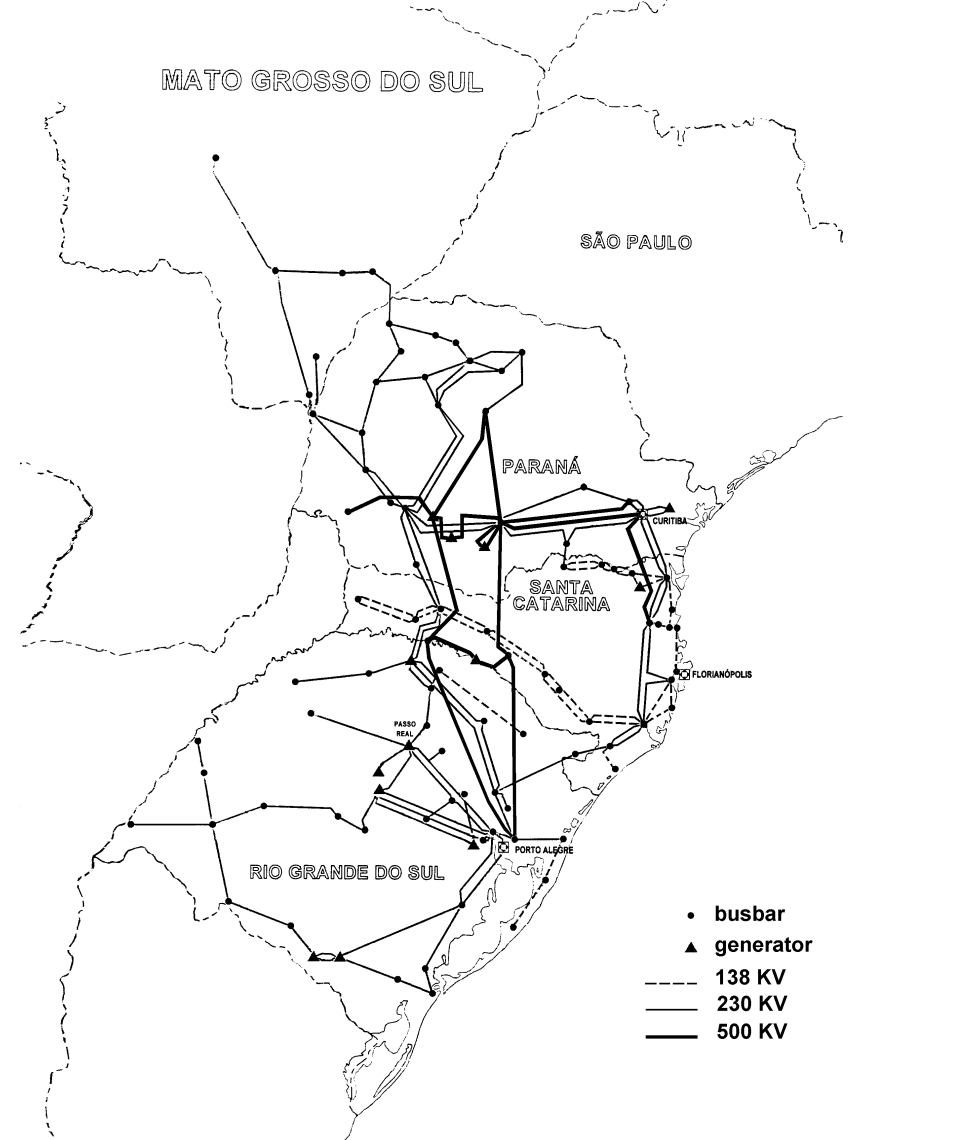 MATO GROSSO DO SUL
SÃO PAULO
PARANÁ
CURITIBA
SANTA
CATARINA
FLORIANÓPOLIS
PASSO
REAL
PORTO ALEGRE
RIO GRANDE DO SUL
busbar
generator
138 KV
230 KV
500 KV